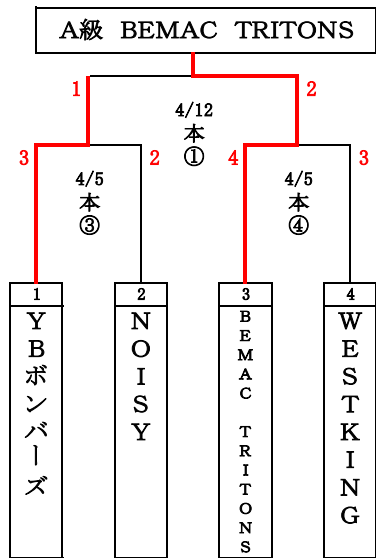 A級 BEMAC TRITONS
1
2
4/12
本
①
3
2
4
3
4/5
本
③
4/5
本
④
1
2
3
4
YBボンバーズ
NOISY
BEMAC TRITONS
WESTKING